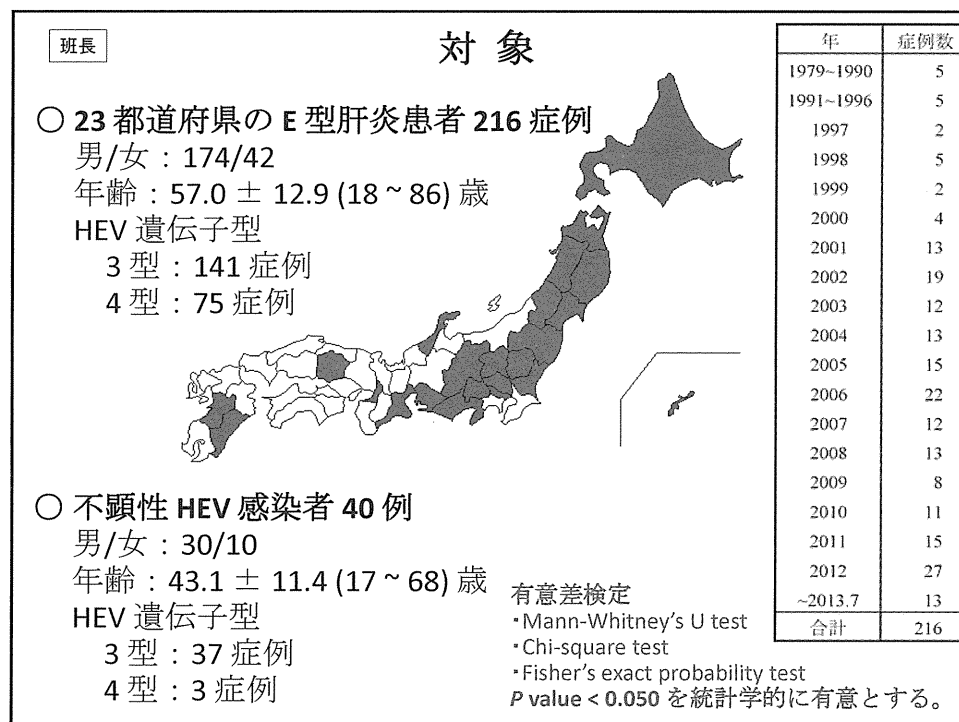 班長
対 象
○ 23 都道府県の E 型肝炎患者 216 症例
男/女：174/42
年齢：57.0 ± 12.9 (18 ~ 86) 歳
HEV 遺伝子型
3 型：141 症例
4 型：75 症例
○ 不顕性 HEV 感染者 40 例
男/女：30/10
年齢：43.1 ± 11.4 (17 ~ 68) 歳
HEV 遺伝子型
3 型：37 症例
4 型：3 症例
有意差検定
・Mann-Whitney's U test
・Chi-square test
・Fisher's exact probability test
P value < 0.050 を統計学的に有意とする。
年 症例数
1979~1990 5
1991~1996 5
1997 2
1998 5
1999 2
2000 4
2001 13
2002 19
2003 12
2004 13
2005 15
2006 22
2007 12
2008 13
2009 8
2010 11
2011 15
2012 27
~2013.7 13
合計 216